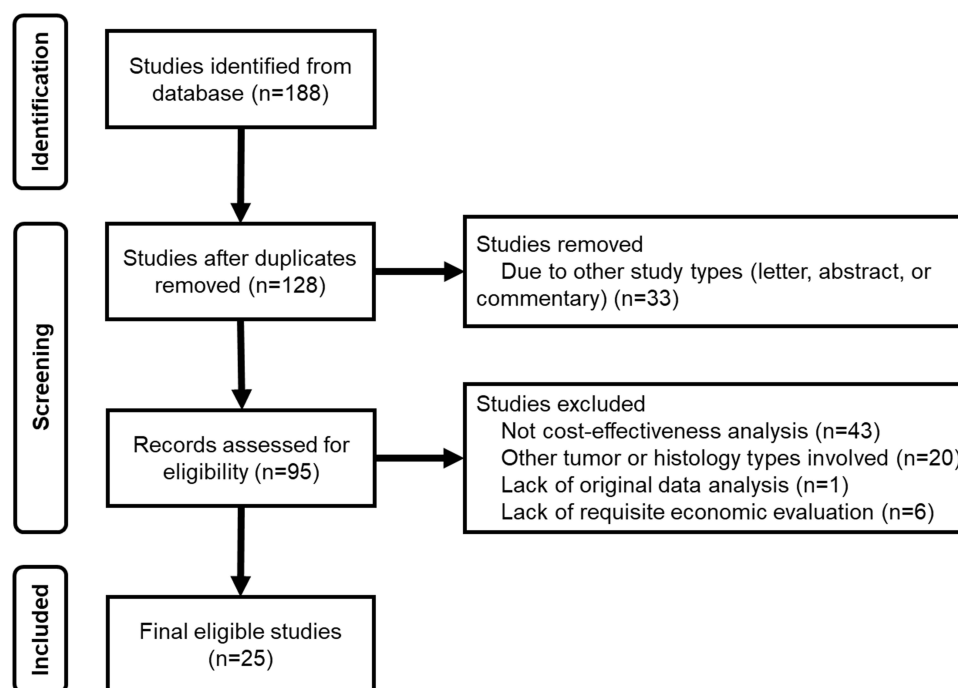 Identification
Studies identified from
database (n=188)
Screening
Studies after duplicates
removed (n=128)
Studies removed
Due to other study types (letter, abstract, or
commentary) (n=33)
Records assessed for
eligibility (n=95)
Studies excluded
Not cost-effectiveness analysis (n=43)
Other tumor or histology types involved (n=20)
Lack of original data analysis (n=1)
Lack of requisite economic evaluation (n=6)
Included
Final eligible studies
(n=25)